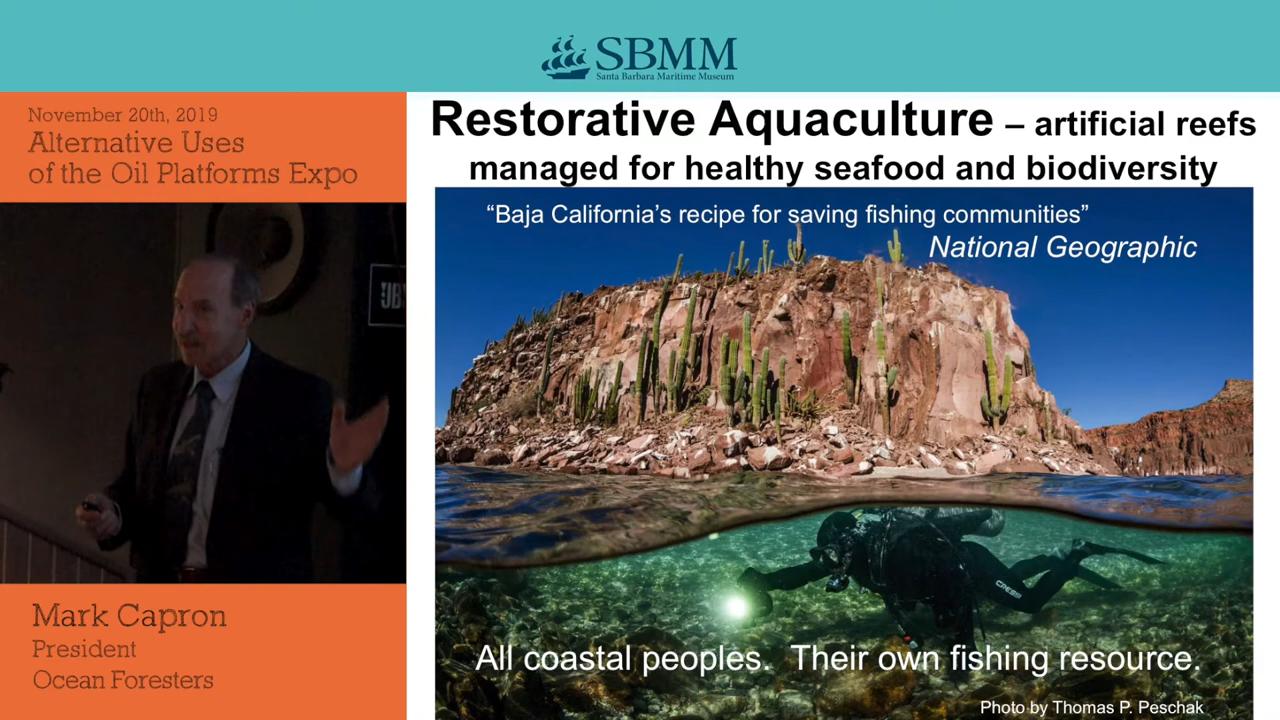 SBMM
Santa Barbara Maritime Museum
November 20th, 2019
Alternative Uses
of the Oil Platforms Expo
JB
Mark Capron
President
Ocean Foresters
Restorative Aquaculture – artificial reefs
managed for healthy seafood and biodiversity
“Baja California’s recipe for saving fishing communities”
National Geographic
CRESSI
All coastal peoples. Their own fishing resource.
Photo by Thomas P. Peschak